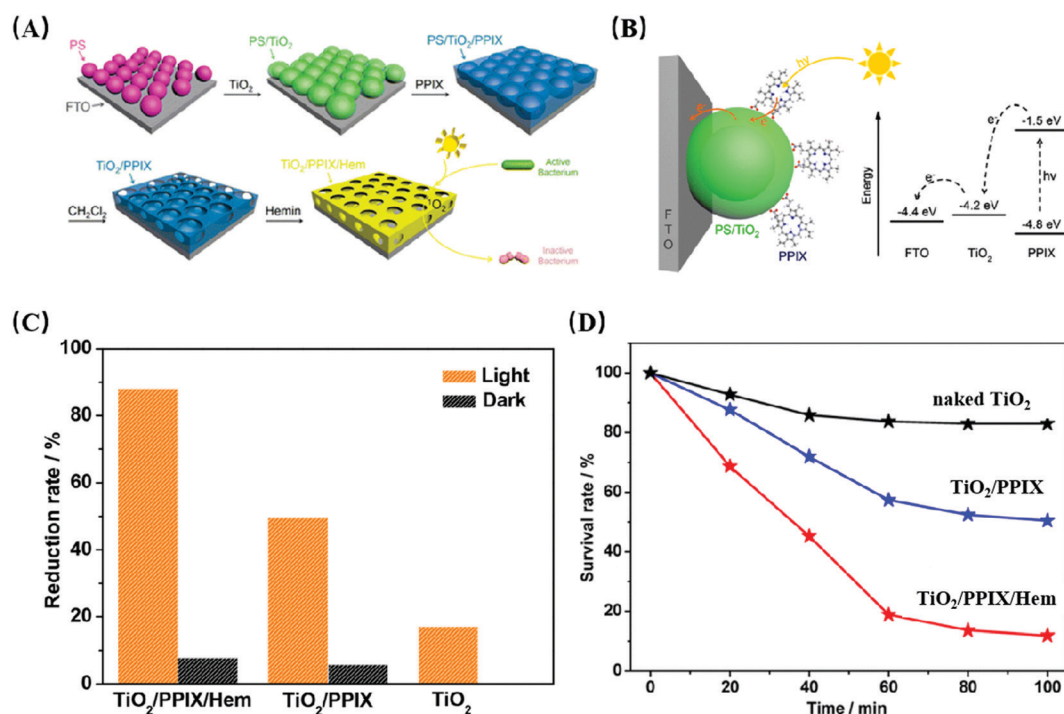 (A)
PS
PS/TiO2
PS/TiO2/PPIX
FTO
TiO2
PPIX
TiO2/PPIX
TiO2/PPIX/Hem
Active
Bacterium
CH2Cl2
Hemin
1O2
Inactive
Bacterium
(B)
hv
e-
e-
FTO
PS/TiO2
PPIX
Energy
-1.5 eV
e-
hv
e-
-4.4 eV
-4.2 eV
-4.8 eV
FTO
TiO2
PPIX
(C)
100
80
60
40
20
0
Reduction rate / %
Light
Dark
TiO2/PPIX/Hem
TiO2/PPIX
TiO2
(D)
100
80
60
40
20
0
Survival rate / %
naked TiO2
TiO2/PPIX
TiO2/PPIX/Hem
0 20 40 60 80 100
Time / min